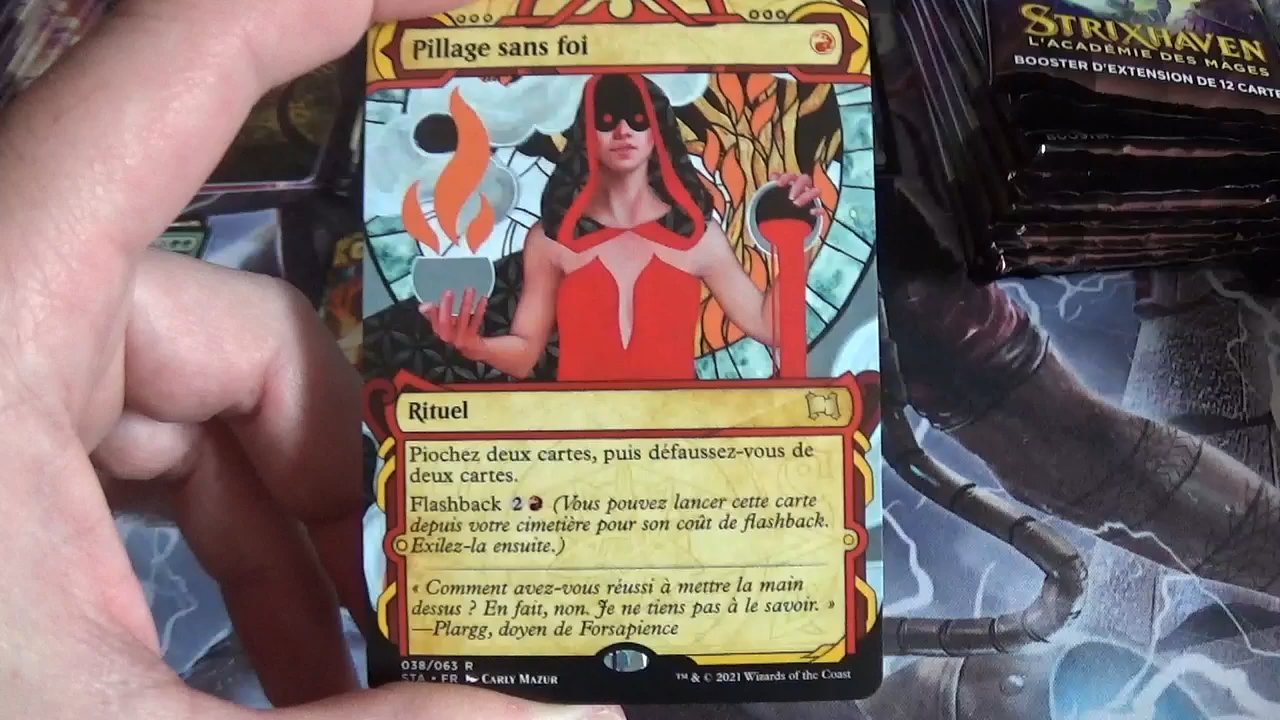 Pillage sans foi
STRIXHAVEN
L'ACADÉMIE DES MAGES
BOOSTER D'EXTENSION DE 12 CARTE
Rituel
Piochez deux cartes, puis défaussez-vous de
deux cartes.
Flashback 2 (Vous pouvez lancer cette carte
depuis votre cimetière pour son coût de flashback.
Exilez-la ensuite.)
« Comment avez-vous réussi à mettre la main
dessus ? En fait, non. Je ne tiens pas à le savoir. »
—Plargg, doyen de Forsapience
038/063 R
STA • FR CARLY MAZUR
™ & © 2021 Wizards of the Coast